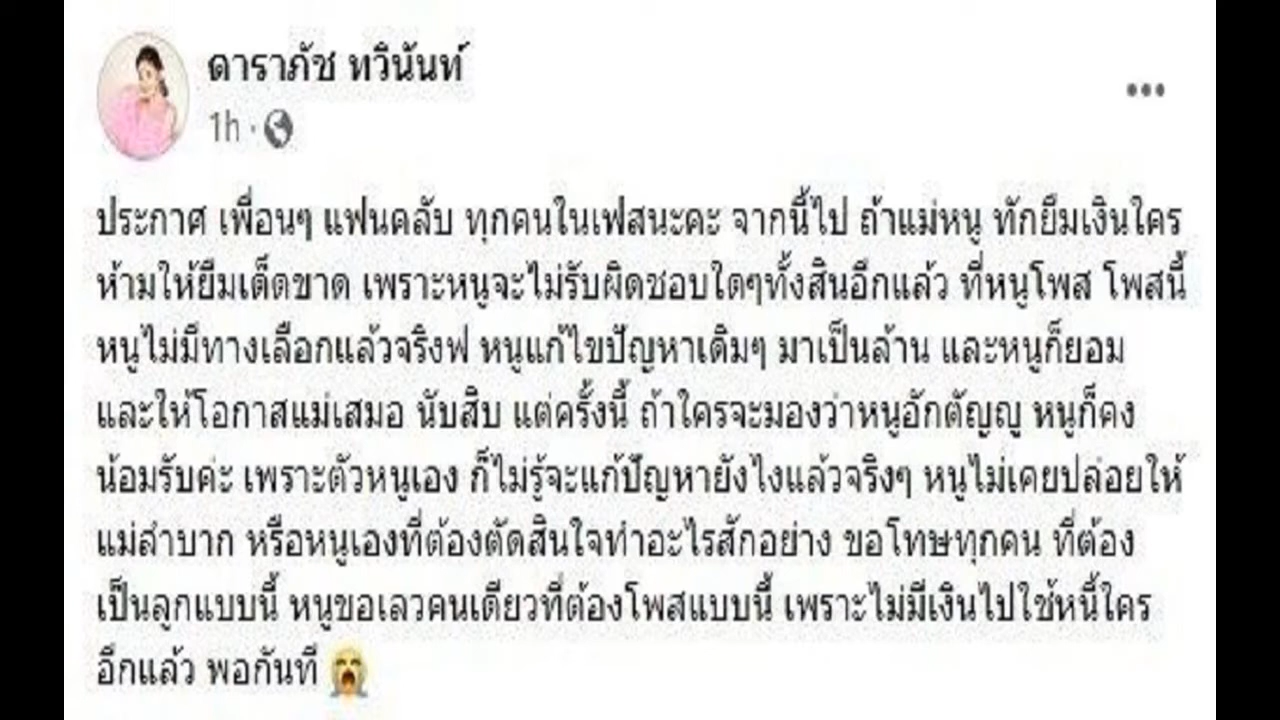 ดาราภัช ทวินันท์
1h ·
ประกาศ เพื่อนๆ แฟนคลับ ทุกคนในเฟสนะคะ จากนี้ไป ถ้าแม่หนู ทักยืมเงินใคร
ห้ามให้ยืมเด็ดขาด เพราะหนูจะไม่รับผิดชอบใดๆทั้งสินอีกแล้ว ที่หนูโพส โพสนี้
หนูไม่มีทางเลือกแล้วจริงฟ หนูแก้ไขปัญหาเดิมๆ มาเป็นล้าน และหนูก็ยอม
และให้โอกาสแม่เสมอ นับสิบ แต่ครั้งนี้ ถ้าใครจะมองว่าหนูอักตัญญู หนูก็คง
น้อมรับค่ะ เพราะตัวหนูเอง ก็ไม่รู้จะแก้ปัญหายังไงแล้วจริงๆ หนูไม่เคยปล่อยให้
แม่ลำบาก หรือหนูเองที่ต้องตัดสินใจทำอะไรสักอย่าง ขอโทษทุกคน ที่ต้อง
เป็นลูกแบบนี้ หนูขอเลวคนเดียวที่ต้องโพสแบบนี้ เพราะไม่มีเงินไปใช้หนี้ใคร
อีกแล้ว พอกันที 😭